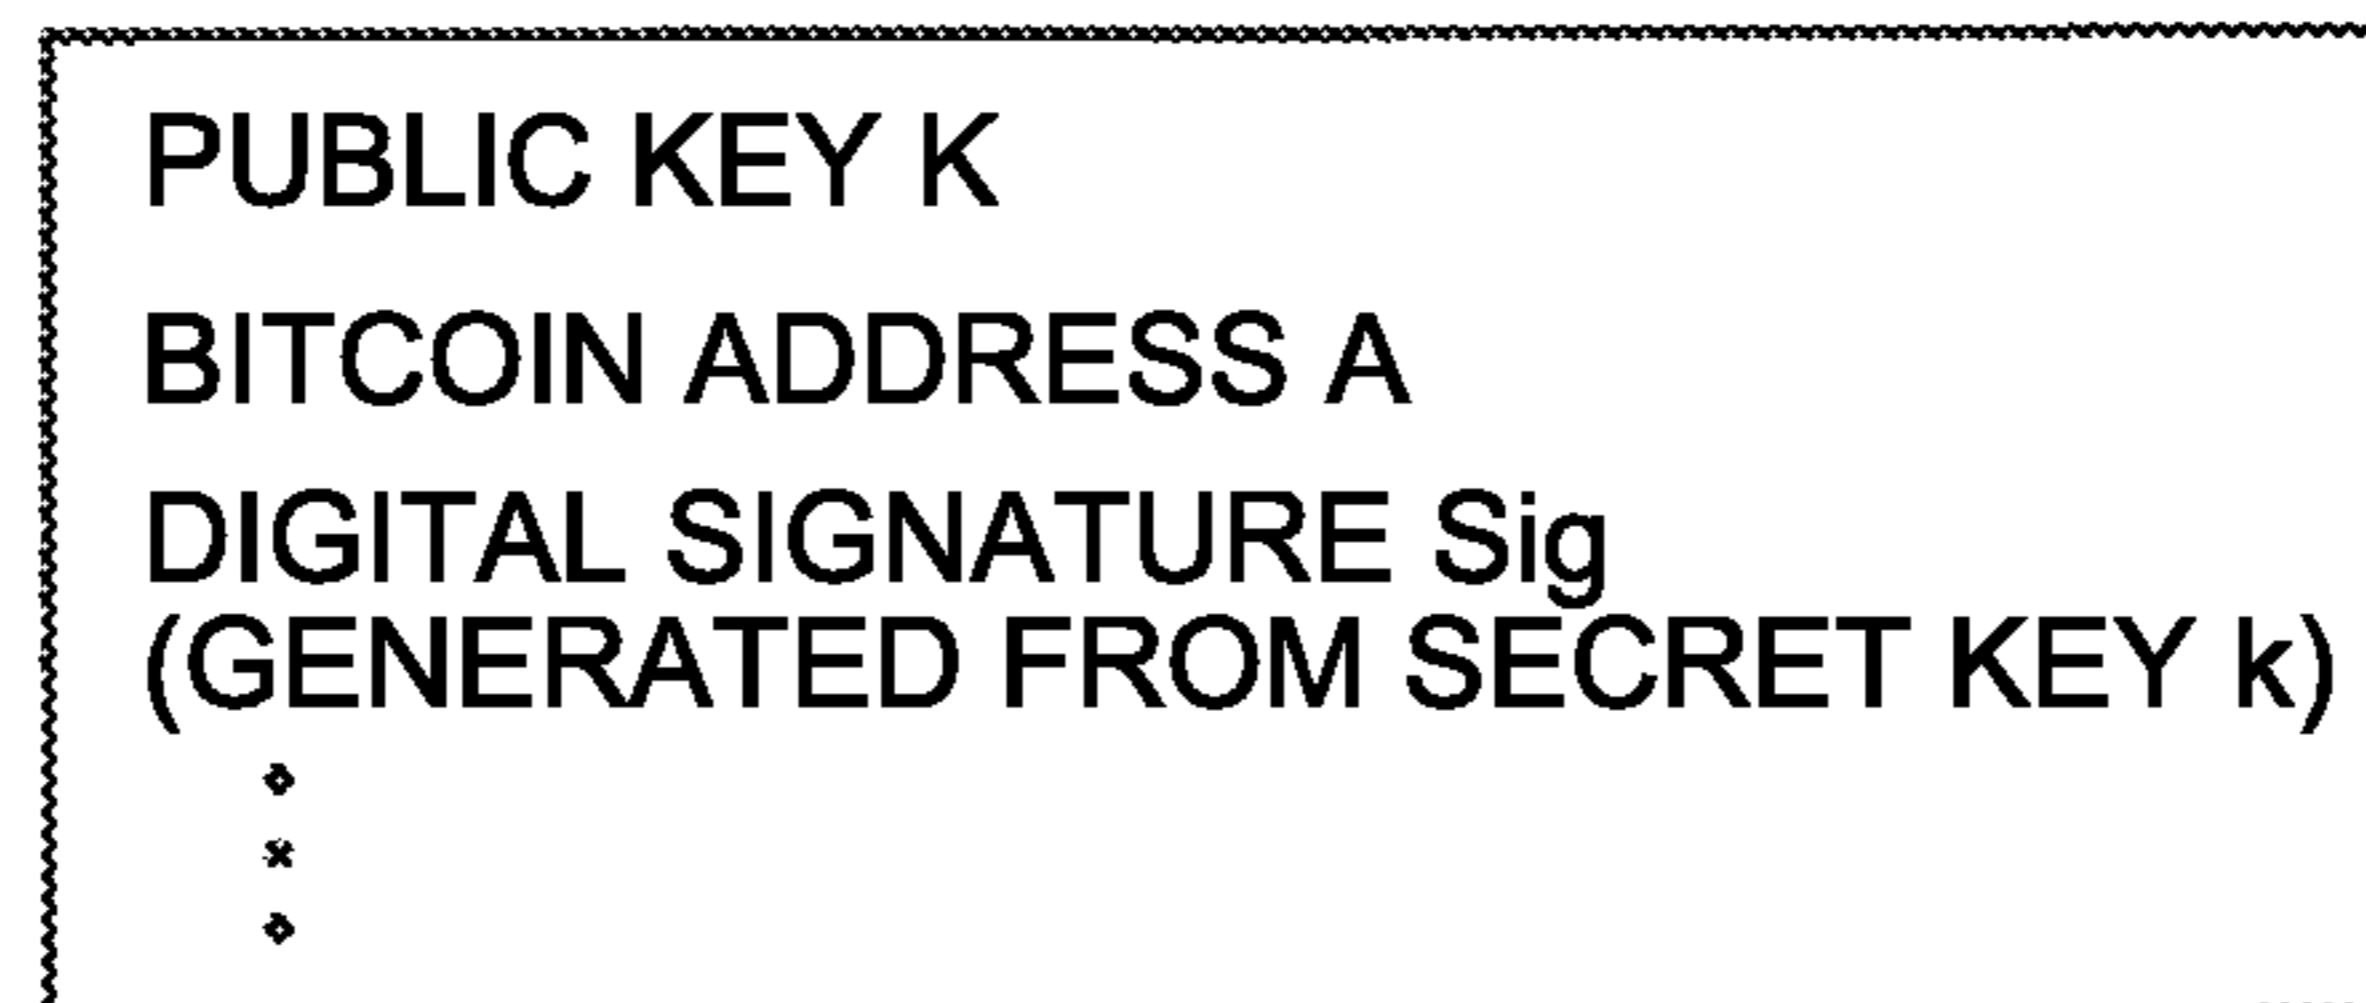 PUBLIC KEY K
BITCOIN ADDRESS A
DIGITAL SIGNATURE Sig
(GENERATED FROM SECRET KEY k)